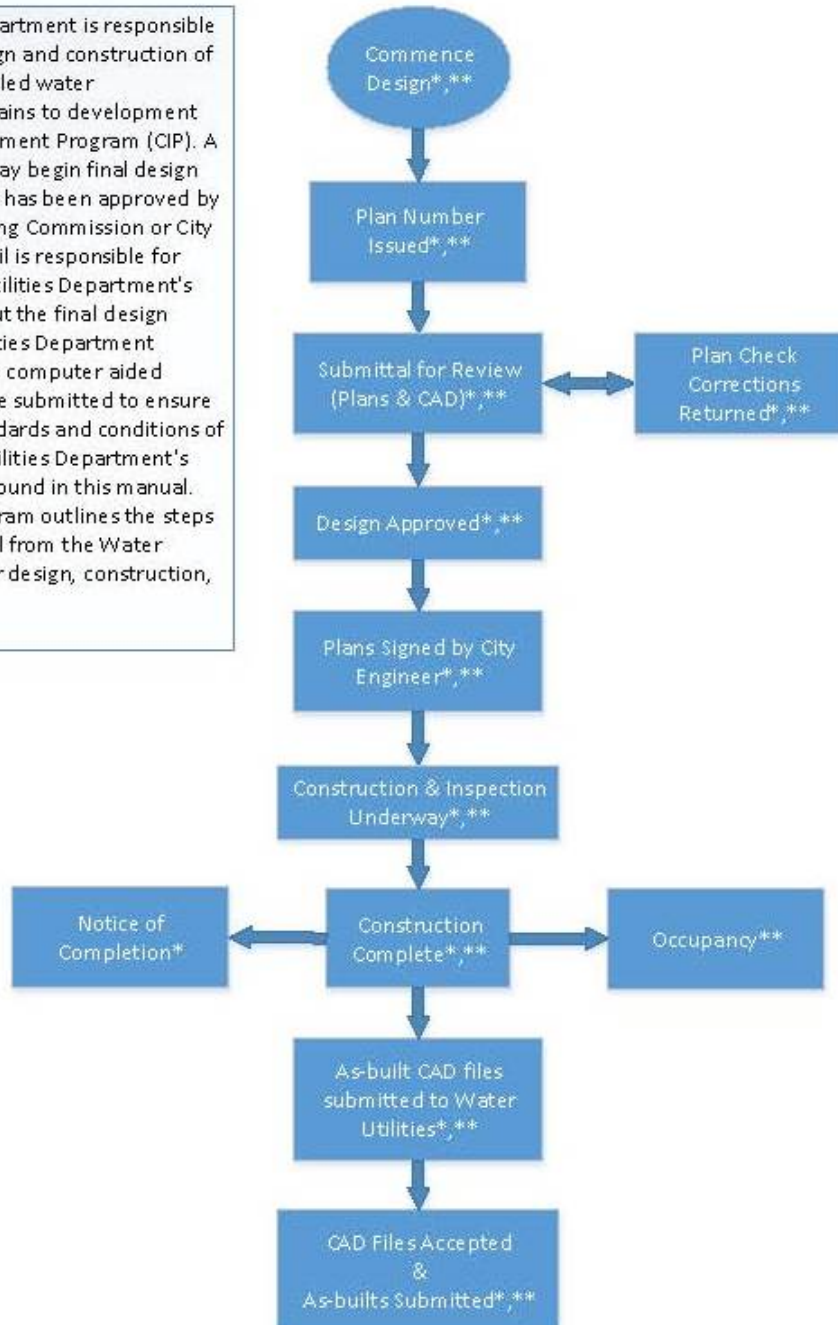 partment is responsible
gn and construction of
led water
ains to development
ment Program (CIP). A
ay begin final design
has been approved by
ng Commission or City
il is responsible for
tilities Department's
ut the final design
ties Department
computer aided
e submitted to ensure
dards and conditions of
ilities Department's
ound in this manual.
ram outlines the steps
l from the Water
r design, construction,
Commence
Design*,**
Plan Number
Issued*,**
Submittal for Review
(Plans & CAD)*,**
Plan Check
Corrections
Returned*,**
Design Approved*,**
Plans Signed by City
Engineer*,**
Construction & Inspection
Underway*,**
Notice of
Completion*
Construction
Complete*,**
Occupancy**
As-built CAD files
submitted to Water
Utilities*,**
CAD Files Accepted
&
As-builts Submitted*,**